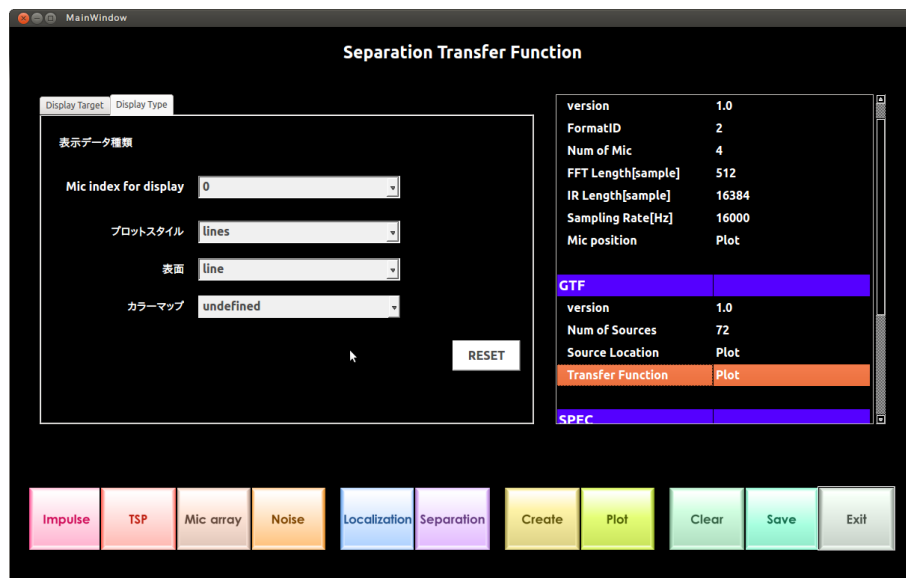 MainWindow
Separation Transfer Function
Display Target Display Type
表示データ種類
Mic index for display 0
プロットスタイル lines
表面 line
カラーマップ undefined
RESET
version 1.0
FormatID 2
Num of Mic 4
FFT Length[sample] 512
IR Length[sample] 16384
Sampling Rate[Hz] 16000
Mic position Plot
GTF
version 1.0
Num of Sources 72
Source Location Plot
Transfer Function Plot
SPEC
Impulse TSP Mic array Noise Localization Separation Create Plot Clear Save Exit